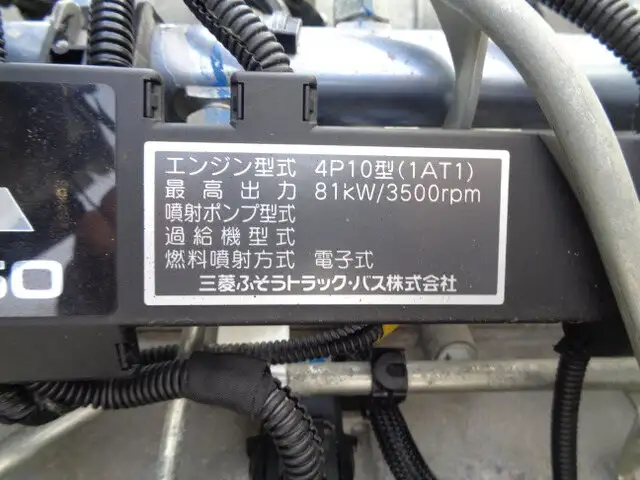 エンジン型式 4P10型(1AT1)
最高出力 81kW/3500rpm
噴射ポンプ型式
過給機型式
燃料噴射方式 電子式
三菱ふそうトラック・バス株式会社